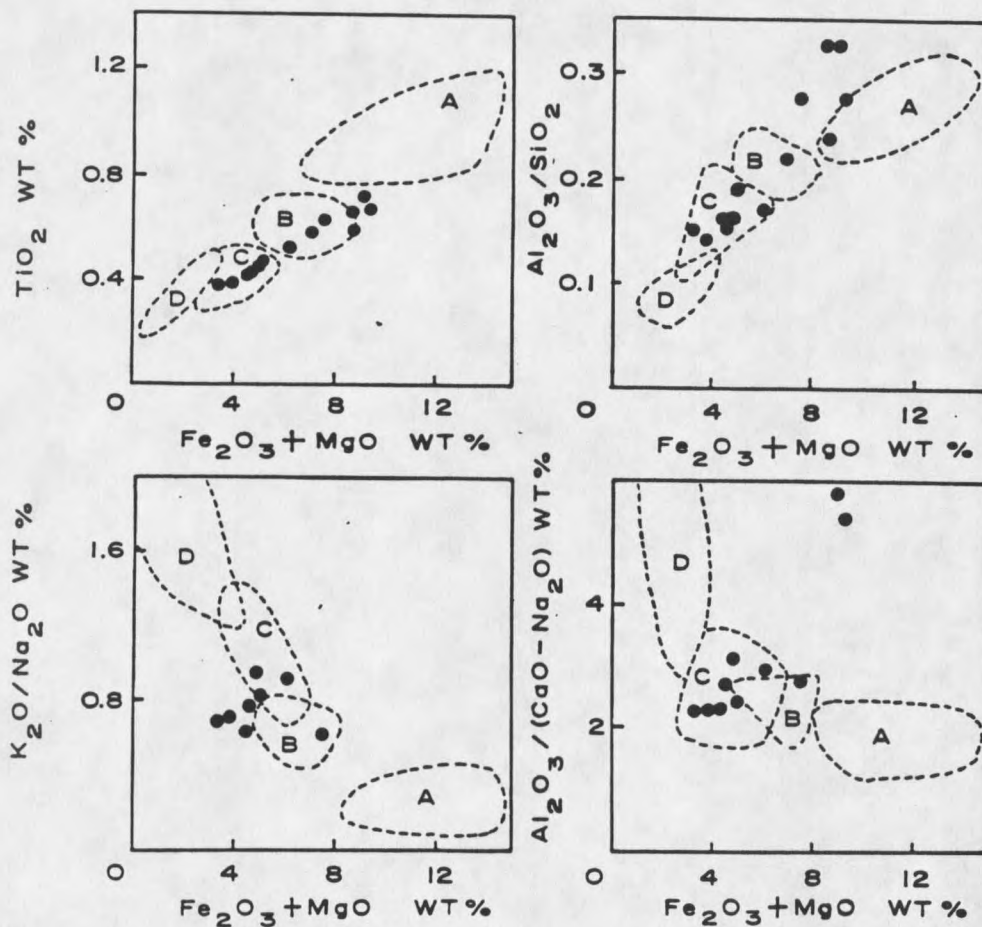 TiO2 WT %
1.2
0.8
0.4
0
A
B
C
D
0
4
8
12
Fe2O3+MgO WT%
Al2O3/SiO2
0.3
0.2
0.1
0
A
B
C
D
0
4
8
12
Fe2O3+MgO WT%
K2O/Na2O WT%
1.6
0.8
D
C
B
A
0
4
8
12
Fe2O3+MgO WT%
Al2O3/(CaO-Na2O) WT%
4
2
D
C
B
A
0
4
8
12
Fe2O3+MgO WT%